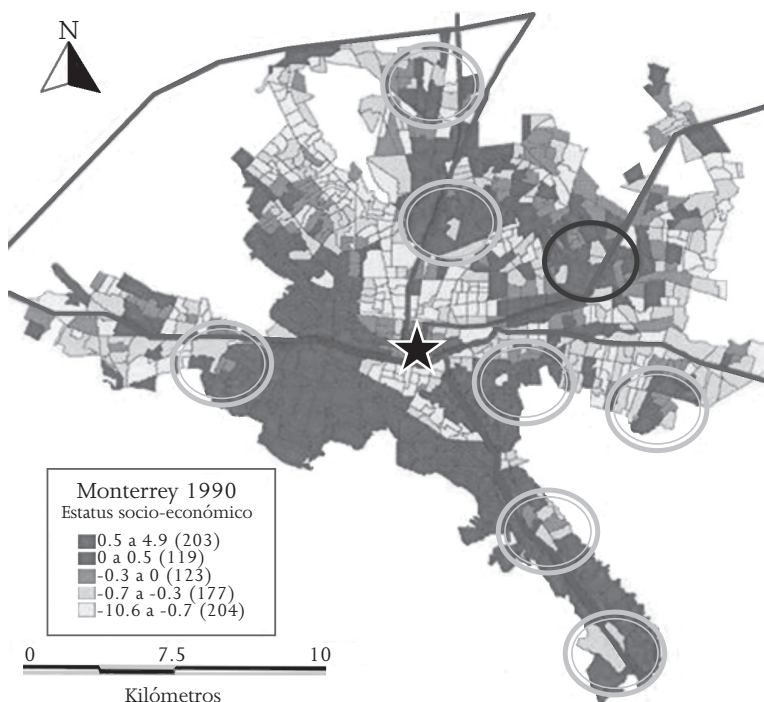 N
Monterrey 1990
Estatus socio-económico
0.5 a 4.9 (203)
0 a 0.5 (119)
-0.3 a 0 (123)
-0.7 a -0.3 (177)
-10.6 a -0.7 (204)
0 7.5 10
Kilómetros